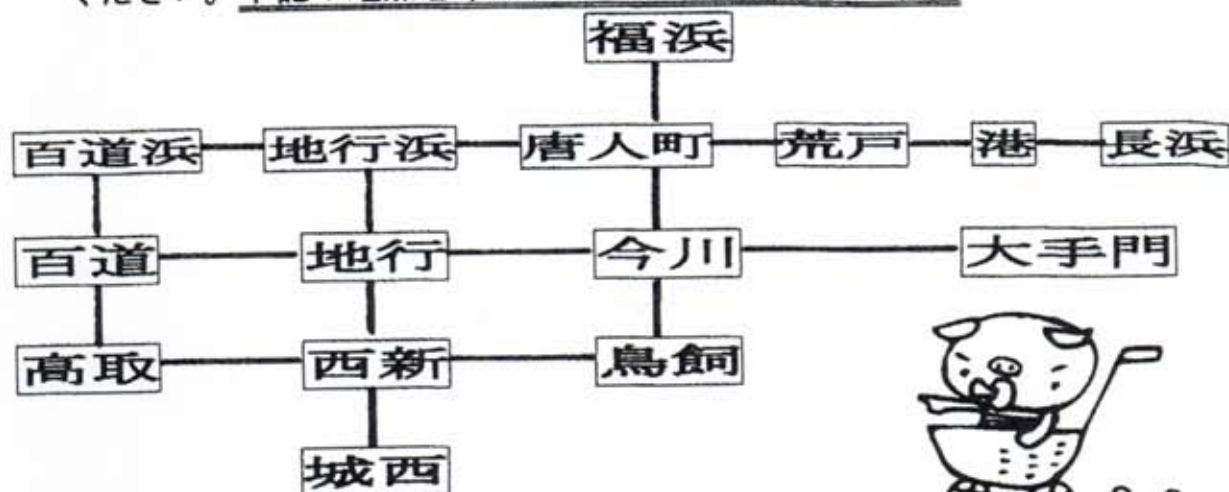 福浜
百道浜 地行浜 唐人町 荒戸 港 長浜
百道 地行 今川 大手門
高取 西新 鳥飼
城西